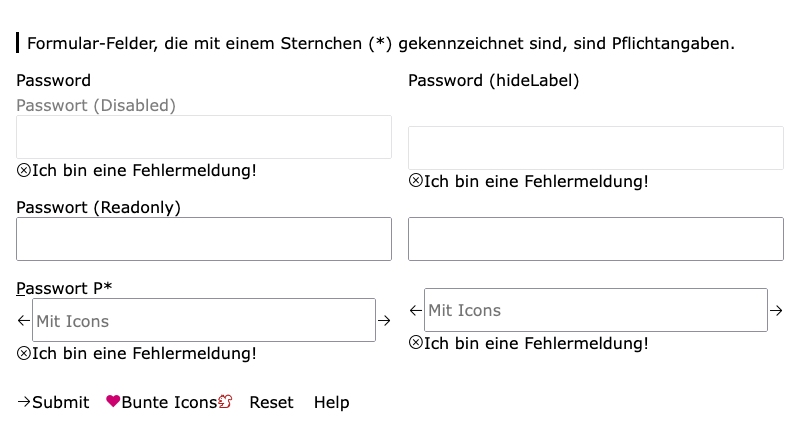 Formular-Felder, die mit einem Sternchen (*) gekennzeichnet sind, sind Pflichtangaben.
Password
Password (hideLabel)
Passwort (Disabled)
Ich bin eine Fehlermeldung!
Ich bin eine Fehlermeldung!
Passwort (Readonly)
Passwort P*
Mit Icons
Mit Icons
Ich bin eine Fehlermeldung!
Ich bin eine Fehlermeldung!
Submit Bunte Icons Reset Help